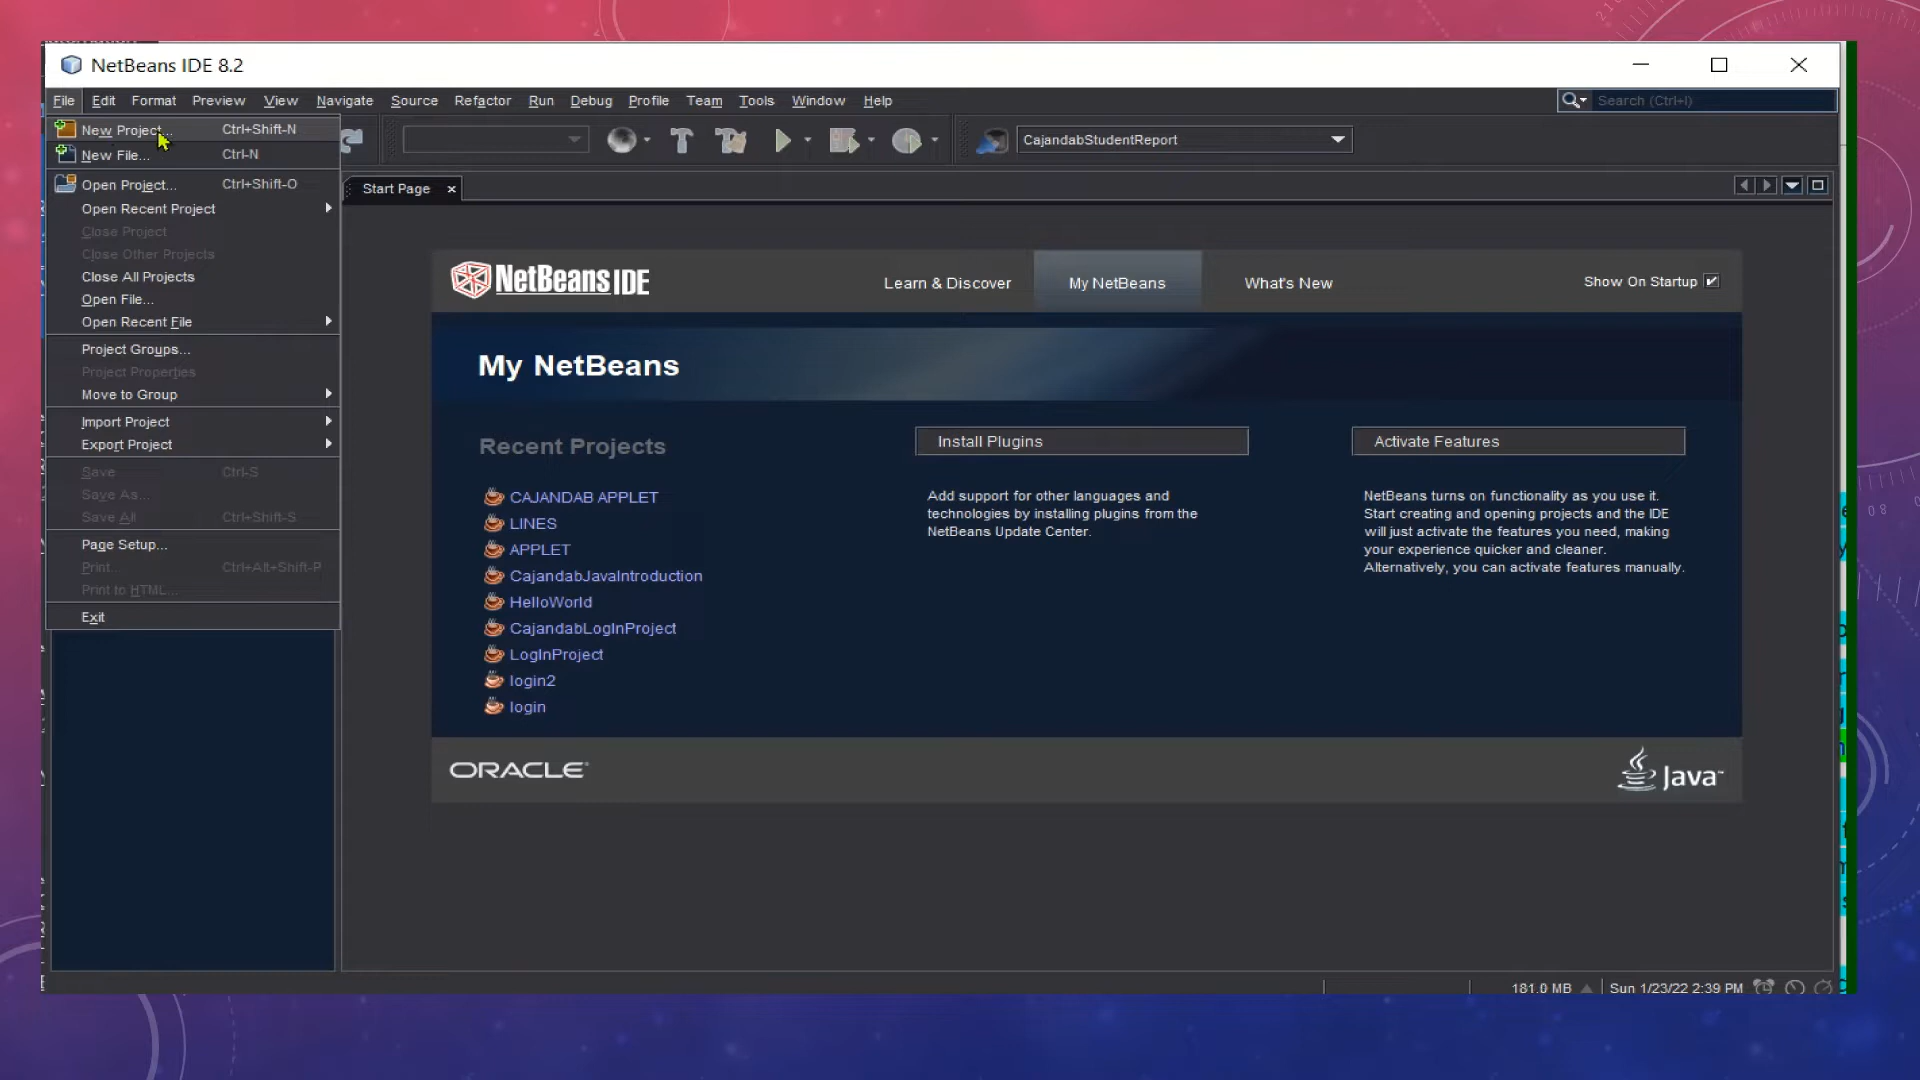 NetBeans IDE 8.2
File Edit Format Preview View Navigate Source Refactor Run Debug Profile Team Tools Window Help
Search (Ctrl+I)
New Project... Ctrl+Shift-N
New File... Ctrl-N
Open Project... Ctrl+Shift-O
Open Recent Project
Close Project
Close Other Projects
Close All Projects
Open File...
Open Recent File
Project Groups...
Project Properties
Move to Group
Import Project
Export Project
Save Ctrl-S
Save As...
Save All Ctrl+Shift-S
Page Setup...
Print... Ctrl+Alt+Shift-P
Print to HTML...
Exit
CajandabStudentReport
Start Page
NetBeans IDE
Learn & Discover
My NetBeans
What's New
Show On Startup
My NetBeans
Recent Projects
CAJANDAB APPLET
LINES
APPLET
CajandabJavaIntroduction
HelloWorld
CajandabLogInProject
LogInProject
login2
login
Install Plugins
Add support for other languages and
technologies by installing plugins from the
NetBeans Update Center.
Activate Features
NetBeans turns on functionality as you use it.
Start creating and opening projects and the IDE
will just activate the features you need, making
your experience quicker and cleaner.
Alternatively, you can activate features manually.
ORACLE
Java™
181.0 MB
Sun 1/23/22 2:39 PM